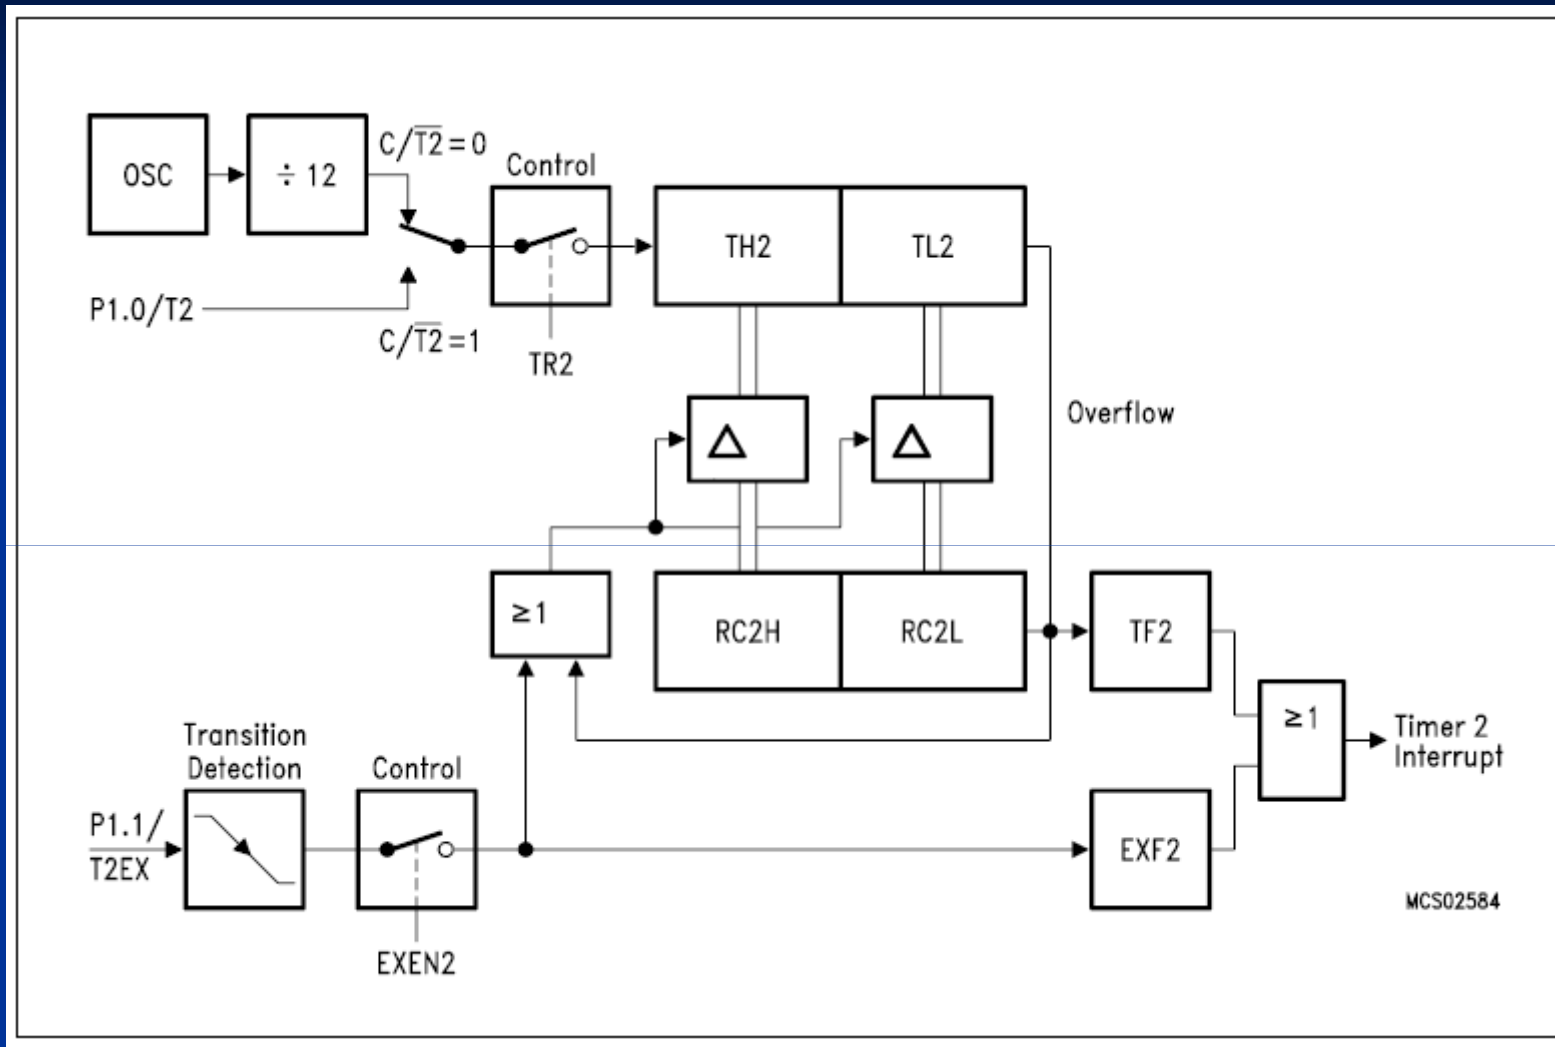 OSC
÷ 12
C/T2̅=0
Control
TH2
TL2
P1.0/T2
C/T2̅=1
TR2
Overflow
≥1
RC2H
RC2L
TF2
≥1
Timer 2
Interrupt
Transition
Detection
Control
P1.1/
T2EX
EXF2
EXEN2
MCS02584